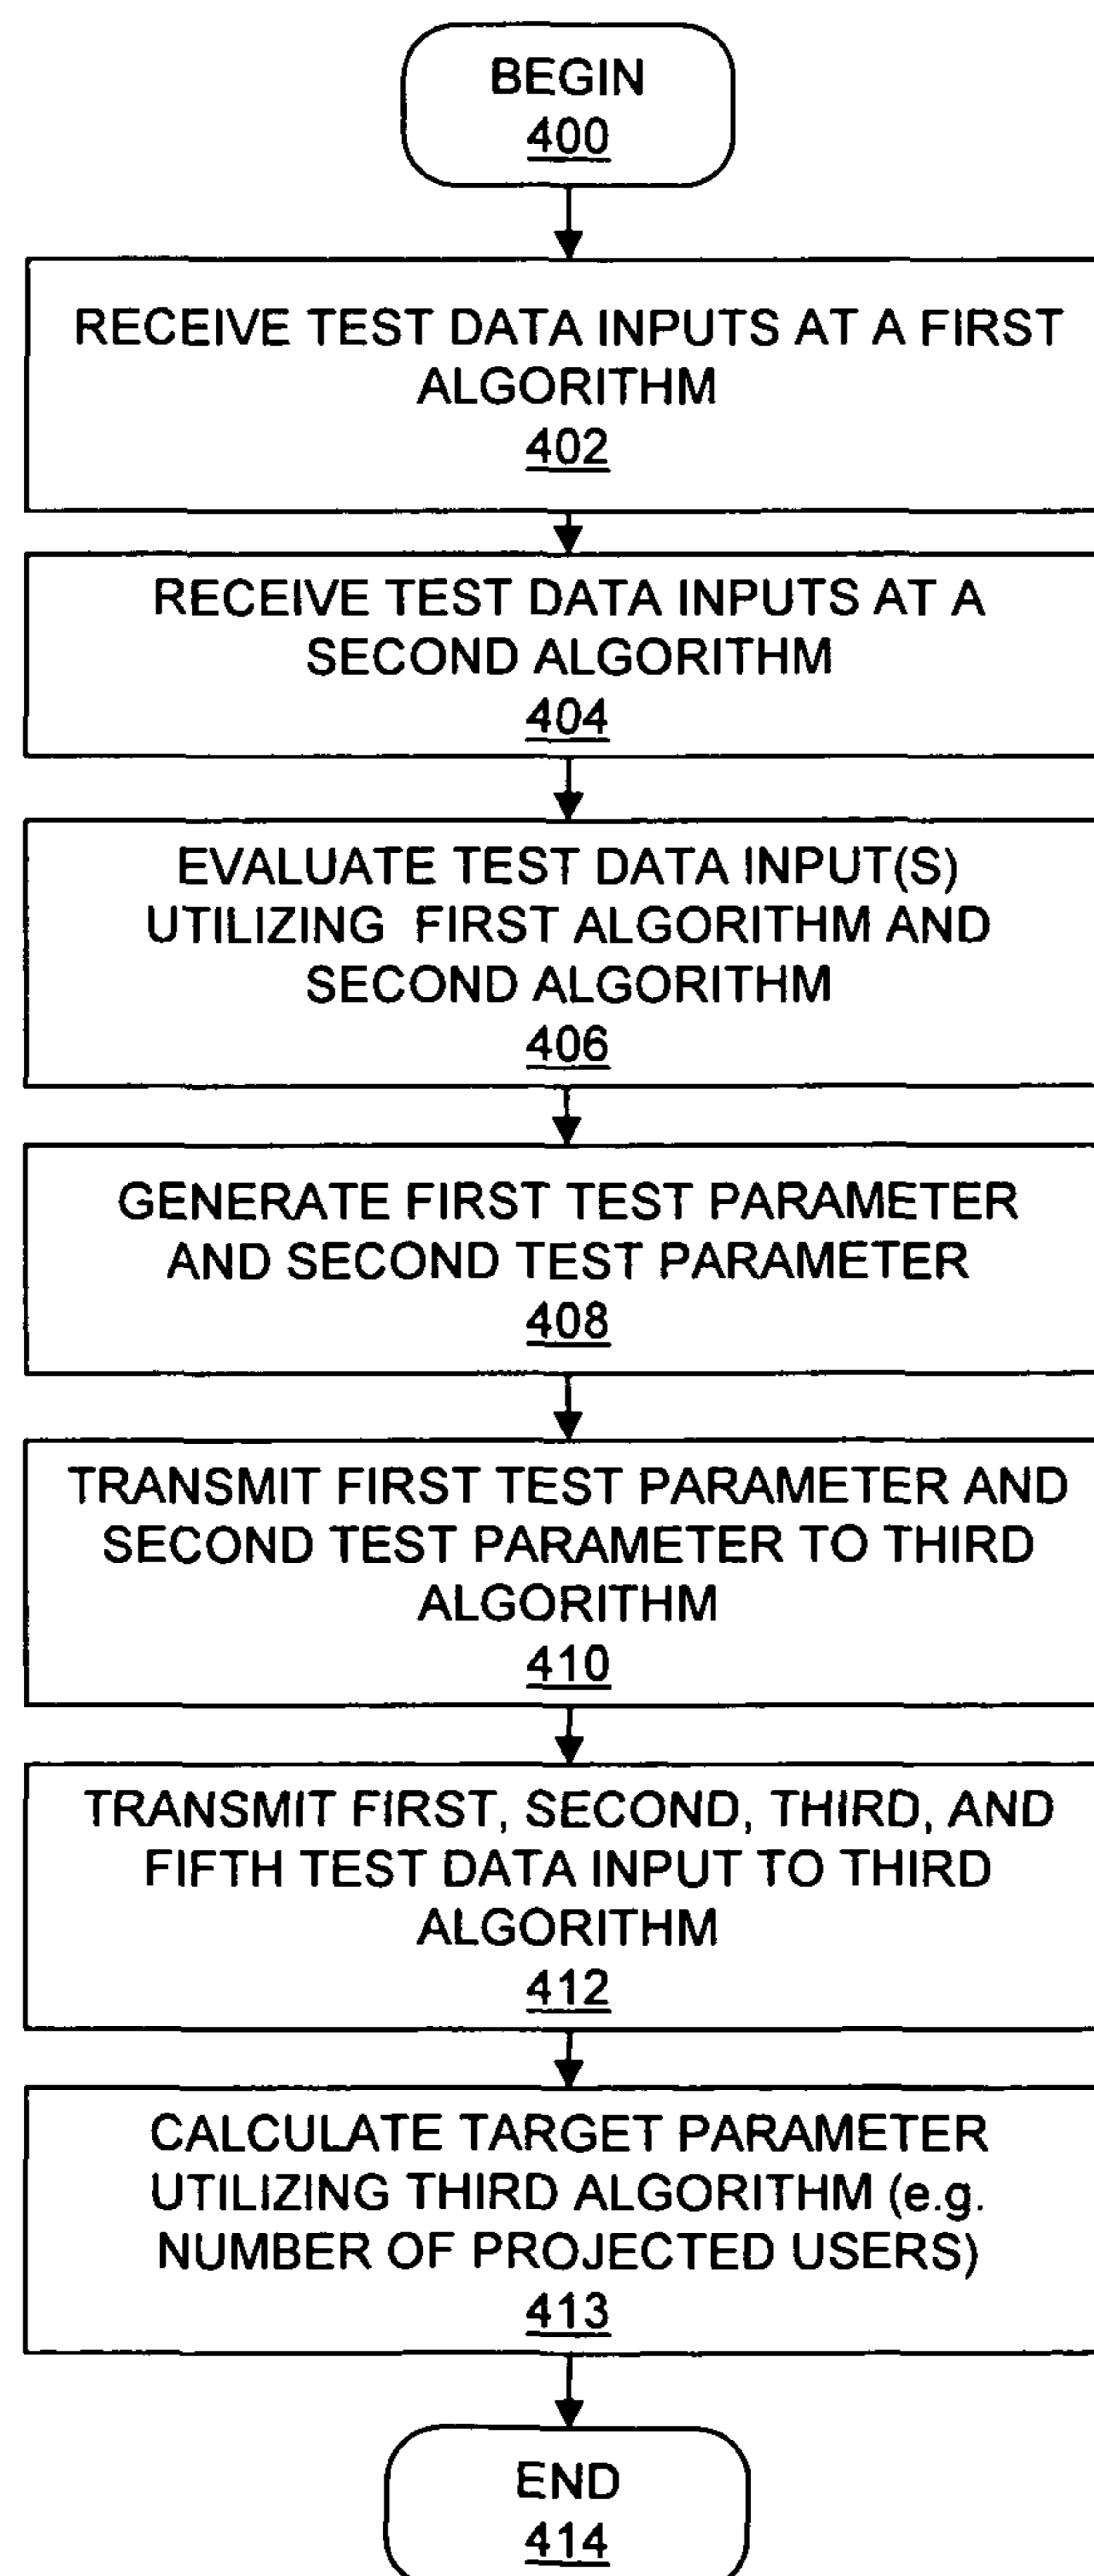 BEGIN
400
RECEIVE TEST DATA INPUTS AT A FIRST
ALGORITHM
402
RECEIVE TEST DATA INPUTS AT A
SECOND ALGORITHM
404
EVALUATE TEST DATA INPUT(S)
UTILIZING FIRST ALGORITHM AND
SECOND ALGORITHM
406
GENERATE FIRST TEST PARAMETER
AND SECOND TEST PARAMETER
408
TRANSMIT FIRST TEST PARAMETER AND
SECOND TEST PARAMETER TO THIRD
ALGORITHM
410
TRANSMIT FIRST, SECOND, THIRD, AND
FIFTH TEST DATA INPUT TO THIRD
ALGORITHM
412
CALCULATE TARGET PARAMETER
UTILIZING THIRD ALGORITHM (e.g.
NUMBER OF PROJECTED USERS)
413
END
414